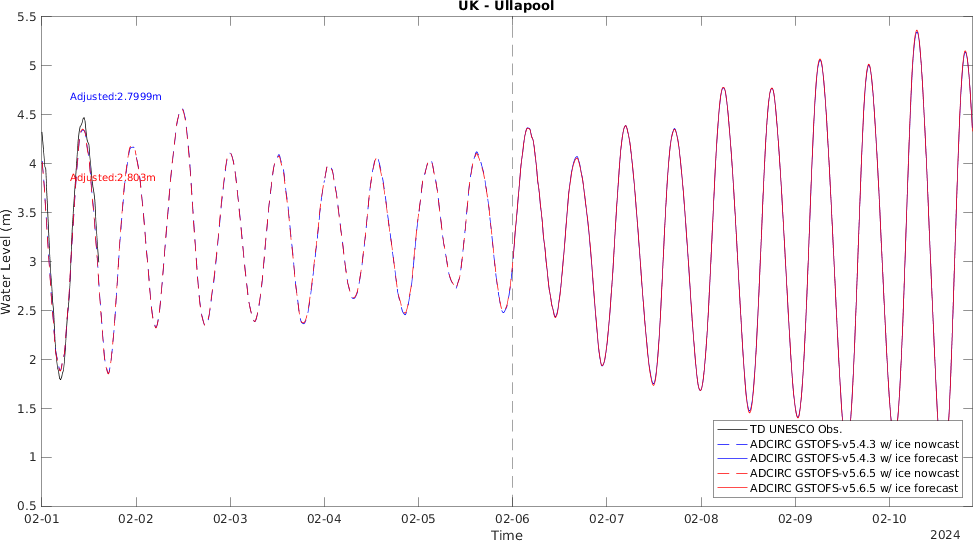 UK - Ullapool
5.5
5
4.5
4
3.5
3
2.5
2
1.5
1
0.5
Water Level (m)
Adjusted:2.7999m
Adjusted:2.803m
TD UNESCO Obs.
ADCIRC GSTOFS-v5.4.3 w/ ice nowcast
ADCIRC GSTOFS-v5.4.3 w/ ice forecast
ADCIRC GSTOFS-v5.6.5 w/ ice nowcast
ADCIRC GSTOFS-v5.6.5 w/ ice forecast
02-01 02-02 02-03 02-04 02-05 02-06 02-07 02-08 02-09 02-10
Time
2024